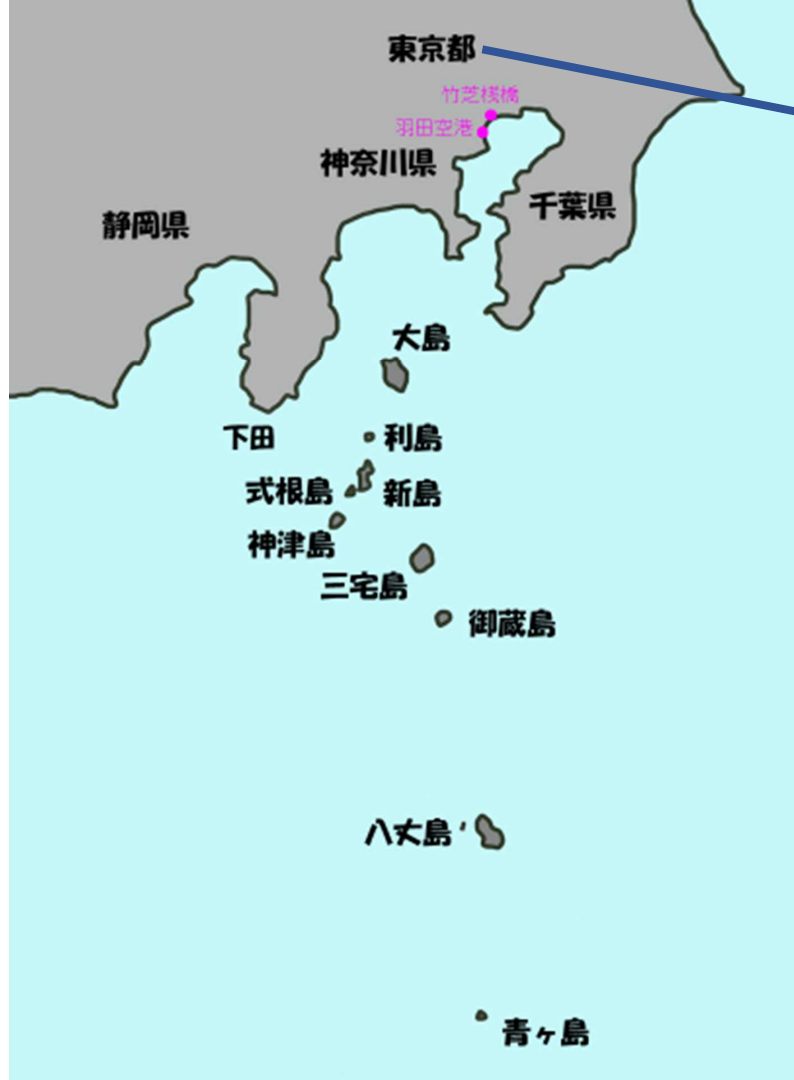 東京都
竹芝桟橋
羽田空港
神奈川県
千葉県
静岡県
大島
下田
利島
式根島
新島
神津島
三宅島
御蔵島
八丈島
青ヶ島